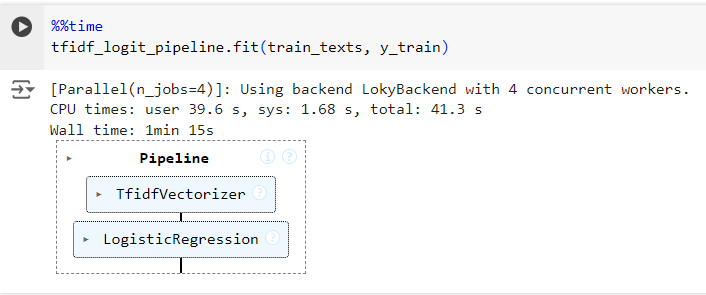 %%time
tfidf_logit_pipeline.fit(train_texts, y_train)
[Parallel(n_jobs=4)]: Using backend LokyBackend with 4 concurrent workers.
CPU times: user 39.6 s, sys: 1.68 s, total: 41.3 s
Wall time: 1min 15s
Pipeline i ?
TfidfVectorizer ?
LogisticRegression ?